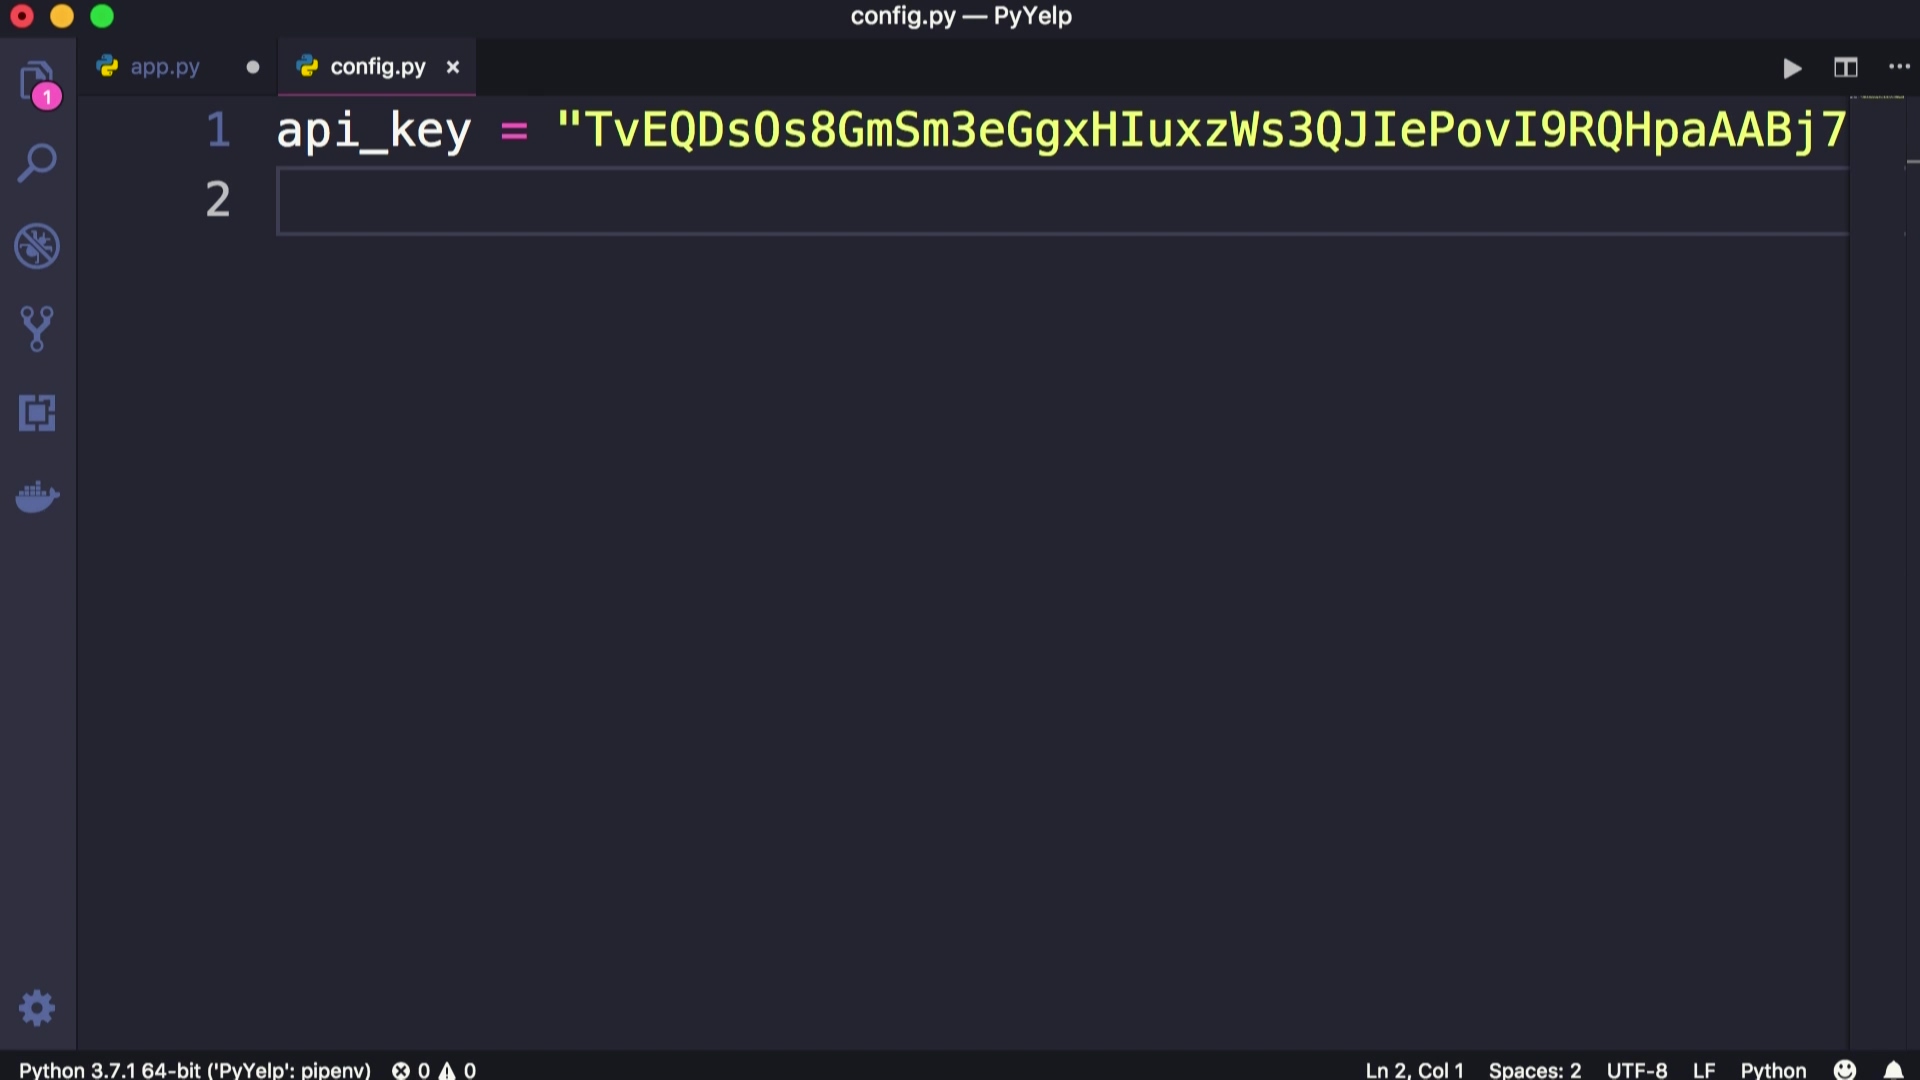 config.py — PyYelp
app.py
config.py
1
1 api_key = "TvEQDsOs8GmSm3eGgxHIuxzWs3QJIePovI9RQHpaAABj7
2
Python 3.7.1 64-bit ('PyYelp': pipenv) 0 0 Ln 2, Col 1 Spaces: 2 UTF-8 LF Python